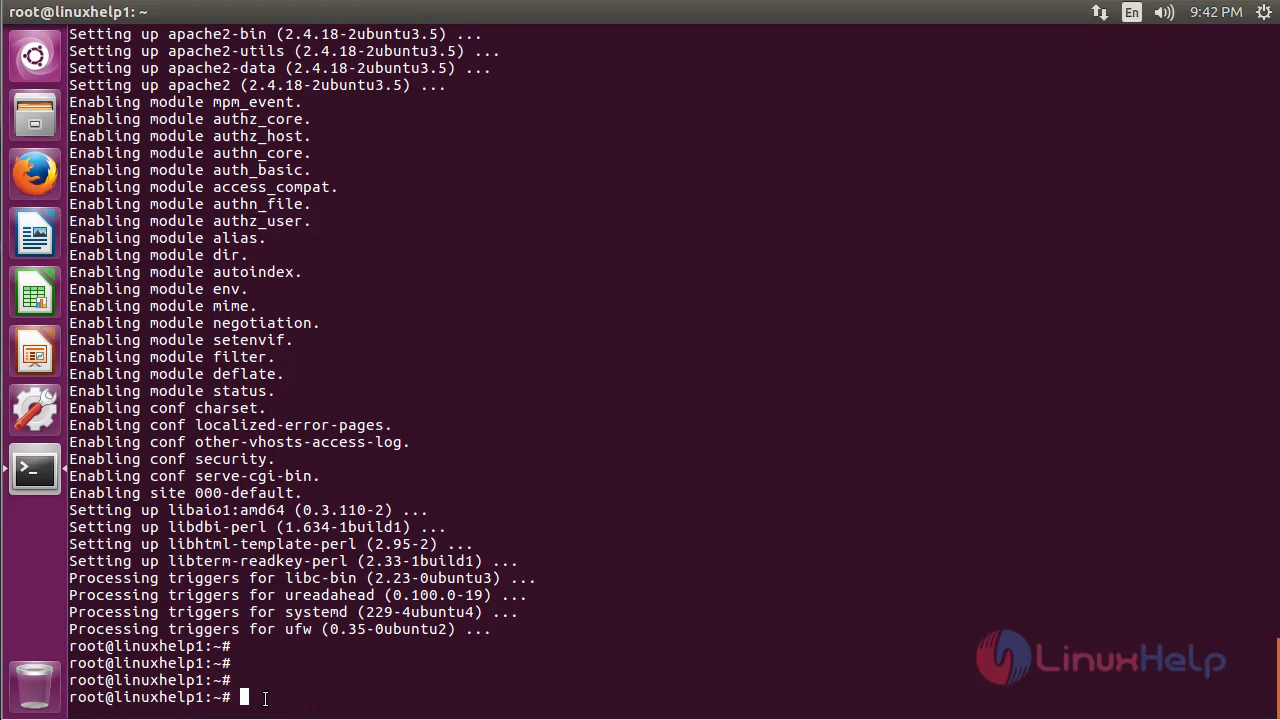 root@linuxhelp1: ~
En
9:42 PM
Setting up apache2-bin (2.4.18-2ubuntu3.5) ...
Setting up apache2-utils (2.4.18-2ubuntu3.5) ...
Setting up apache2-data (2.4.18-2ubuntu3.5) ...
Setting up apache2 (2.4.18-2ubuntu3.5) ...
Enabling module mpm_event.
Enabling module authz_core.
Enabling module authz_host.
Enabling module authn_core.
Enabling module auth_basic.
Enabling module access_compat.
Enabling module authn_file.
Enabling module authz_user.
Enabling module alias.
Enabling module dir.
Enabling module autoindex.
Enabling module env.
Enabling module mime.
Enabling module negotiation.
Enabling module setenvif.
Enabling module filter.
Enabling module deflate.
Enabling module status.
Enabling conf charset.
Enabling conf localized-error-pages.
Enabling conf other-vhosts-access-log.
Enabling conf security.
Enabling conf serve-cgi-bin.
Enabling site 000-default.
Setting up libaio1:amd64 (0.3.110-2) ...
Setting up libdbi-perl (1.634-1build1) ...
Setting up libhtml-template-perl (2.95-2) ...
Setting up libterm-readkey-perl (2.33-1build1) ...
Processing triggers for libc-bin (2.23-0ubuntu3) ...
Processing triggers for ureadahead (0.100.0-19) ...
Processing triggers for systemd (229-4ubuntu4) ...
Processing triggers for ufw (0.35-0ubuntu2) ...
root@linuxhelp1:~#
root@linuxhelp1:~#
root@linuxhelp1:~#
root@linuxhelp1:~#
LinuxHelp